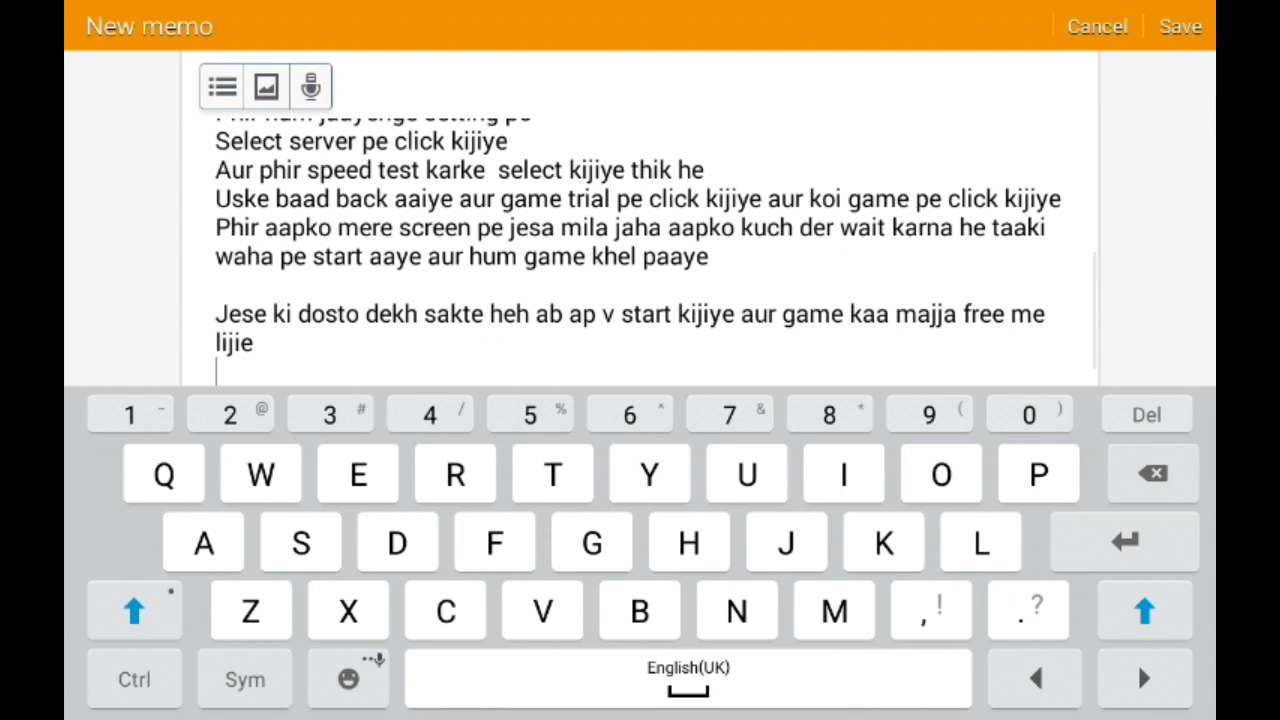 New memo
Cancel
Save
Select server pe click kijiye
Aur phir speed test karke  select kijiye thik he
Uske baad back aaiye aur game trial pe click kijiye aur koi game pe click kijiye
Phir aapko mere screen pe jesa mila jaha aapko kuch der wait karna he taaki
waha pe start aaye aur hum game khel paaye
Jese ki dosto dekh sakte heh ab ap v start kijiye aur game kaa majja free me
lijie
1 - 2 @ 3 # 4 / 5 % 6 ^ 7 & 8 * 9 ( 0 ) Del
Q W E R T Y U I O P
A S D F G H J K L
Z X C V B N M , ! . ?
Ctrl Sym English(UK)